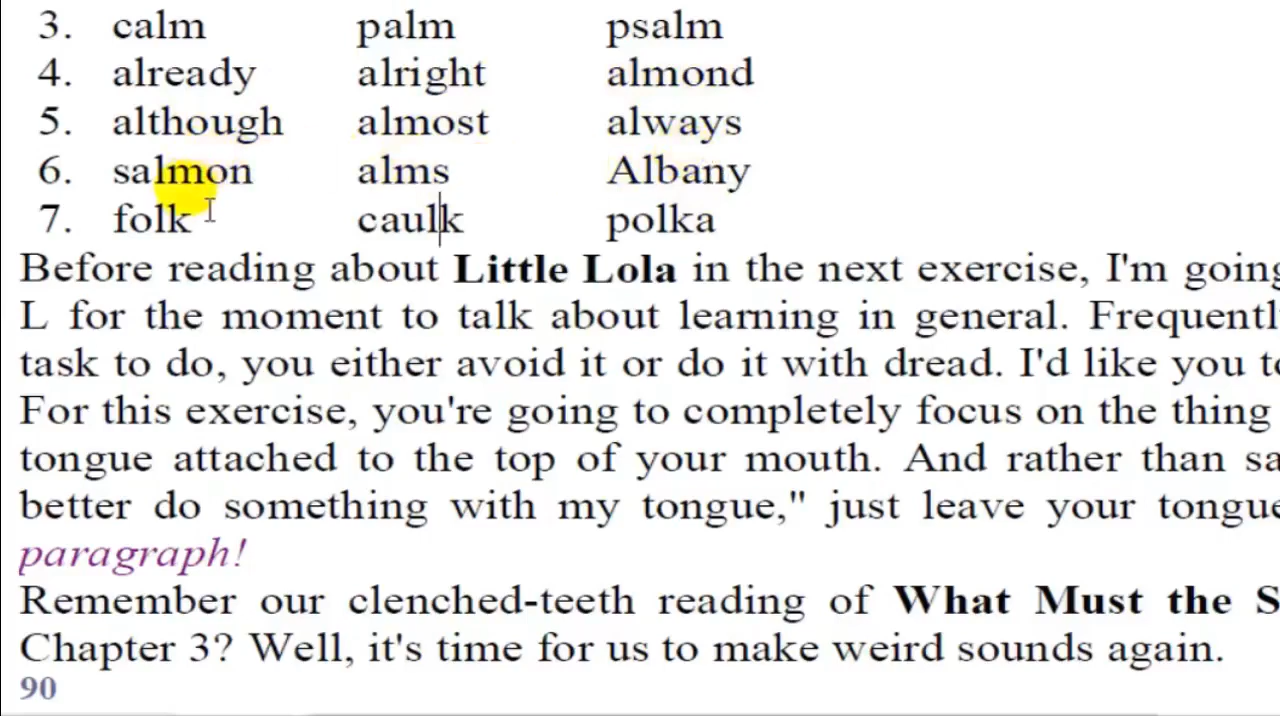 3. calm palm psalm
4. already alright almond
5. although almost always
6. salmon alms Albany
7. folk caulk polka
Before reading about Little Lola in the next exercise, I'm going
L for the moment to talk about learning in general. Frequentl
task to do, you either avoid it or do it with dread. I'd like you to
For this exercise, you're going to completely focus on the thing
tongue attached to the top of your mouth. And rather than sa
better do something with my tongue," just leave your tongue
paragraph!
Remember our clenched-teeth reading of What Must the S
Chapter 3? Well, it's time for us to make weird sounds again.
90